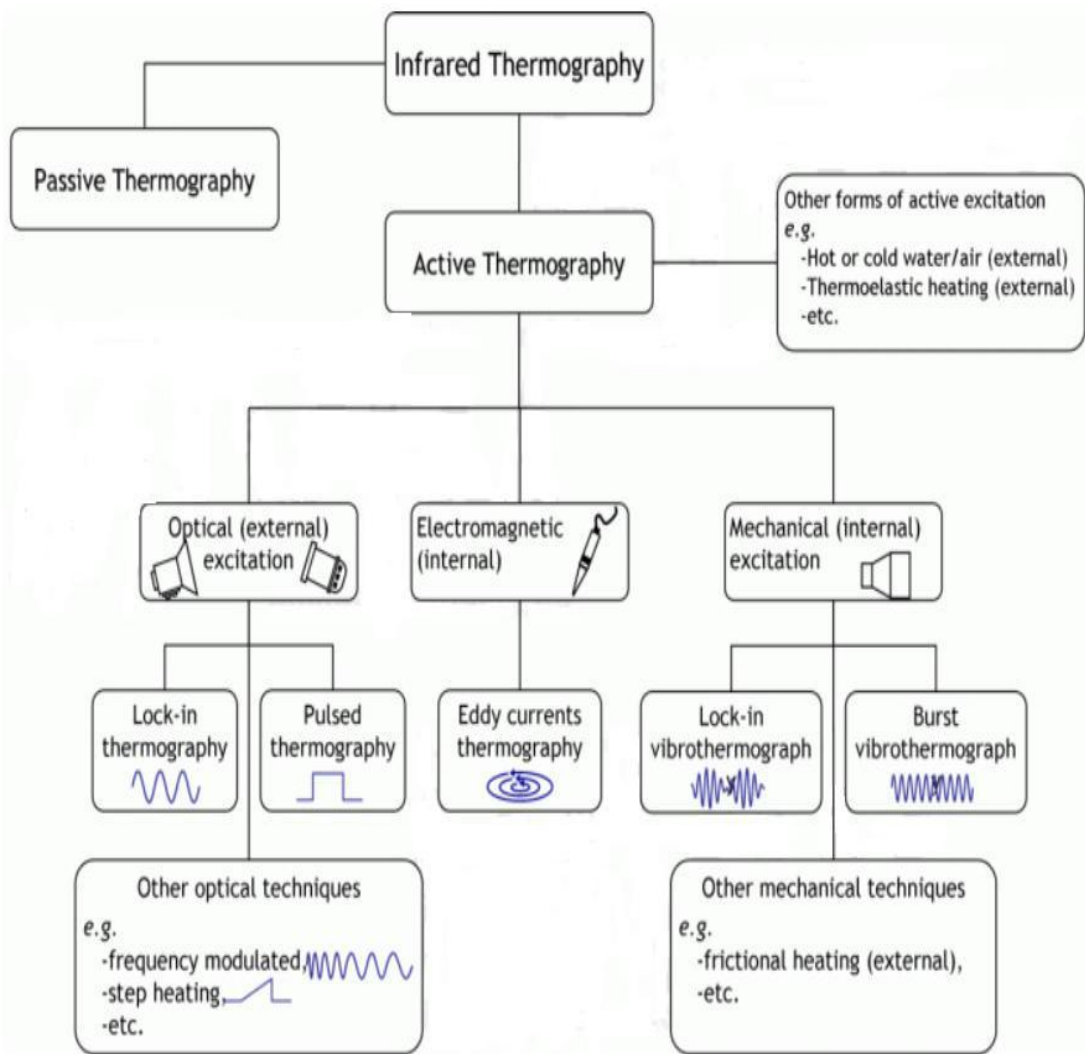 Infrared Thermography
Passive Thermography
Active Thermography
Other forms of active excitation
e.g.
-Hot or cold water/air (external)
-Thermoelastic heating (external)
-etc.
Optical (external)
excitation
Electromagnetic
(internal)
Mechanical (internal)
excitation
Lock-in
thermography
Pulsed
thermography
Eddy currents
thermography
Lock-in
vibrothermograph
Burst
vibrothermograph
Other optical techniques
e.g.
-frequency modulated,
-step heating,
-etc.
Other mechanical techniques
e.g.
-frictional heating (external),
-etc.